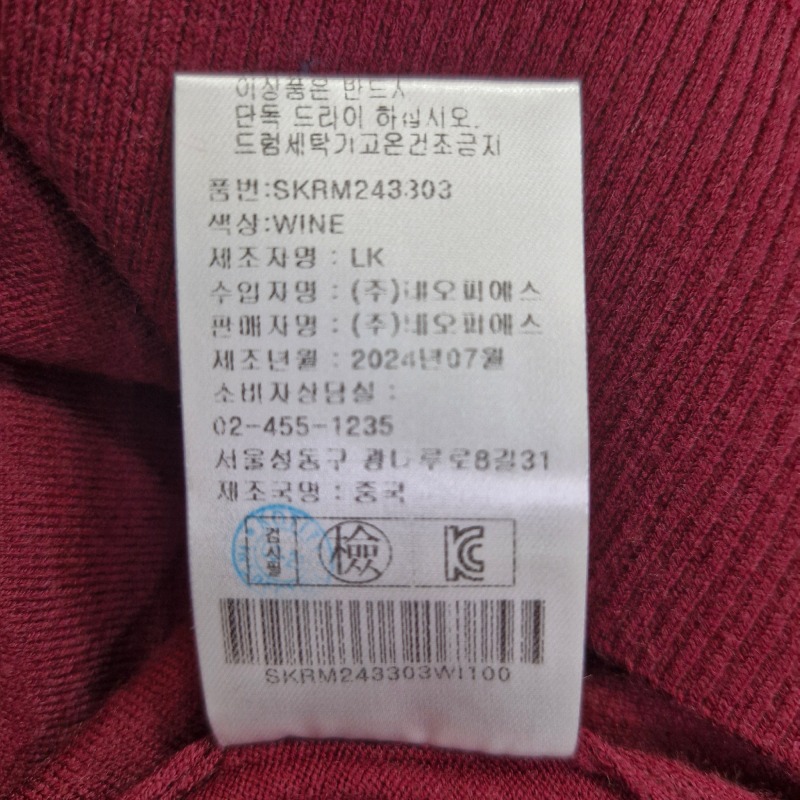 이상품은 반드시
단독 드라이 하십시오.
드럼세탁기고온건조금지
품번:SKRM243303
색상:WINE
제조자명 : LK
수입자명 : (주)네오피에스
판매자명 : (주)네오피에스
제조년월 : 2024년07월
소비자상담실 :
02-455-1235
서울성동구 광나루로8길31
제조국명 : 중국
검사필 檢 KC
SKRM243303WI100